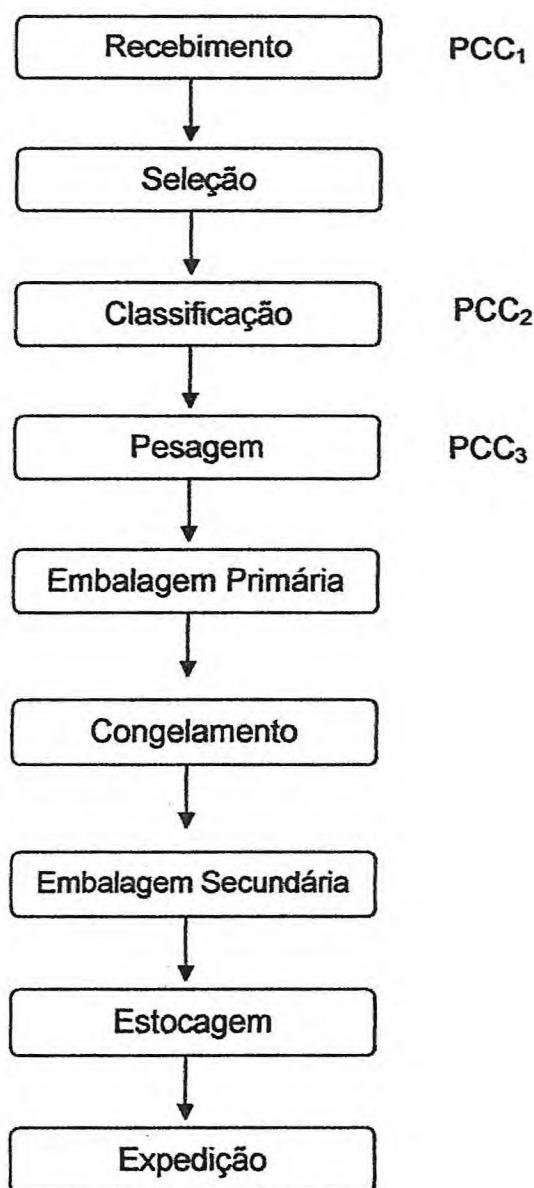 Recebimento PCC₁
Seleção
Classificação PCC₂
Pesagem PCC₃
Embalagem Primária
Congelamento
Embalagem Secundária
Estocagem
Expedição